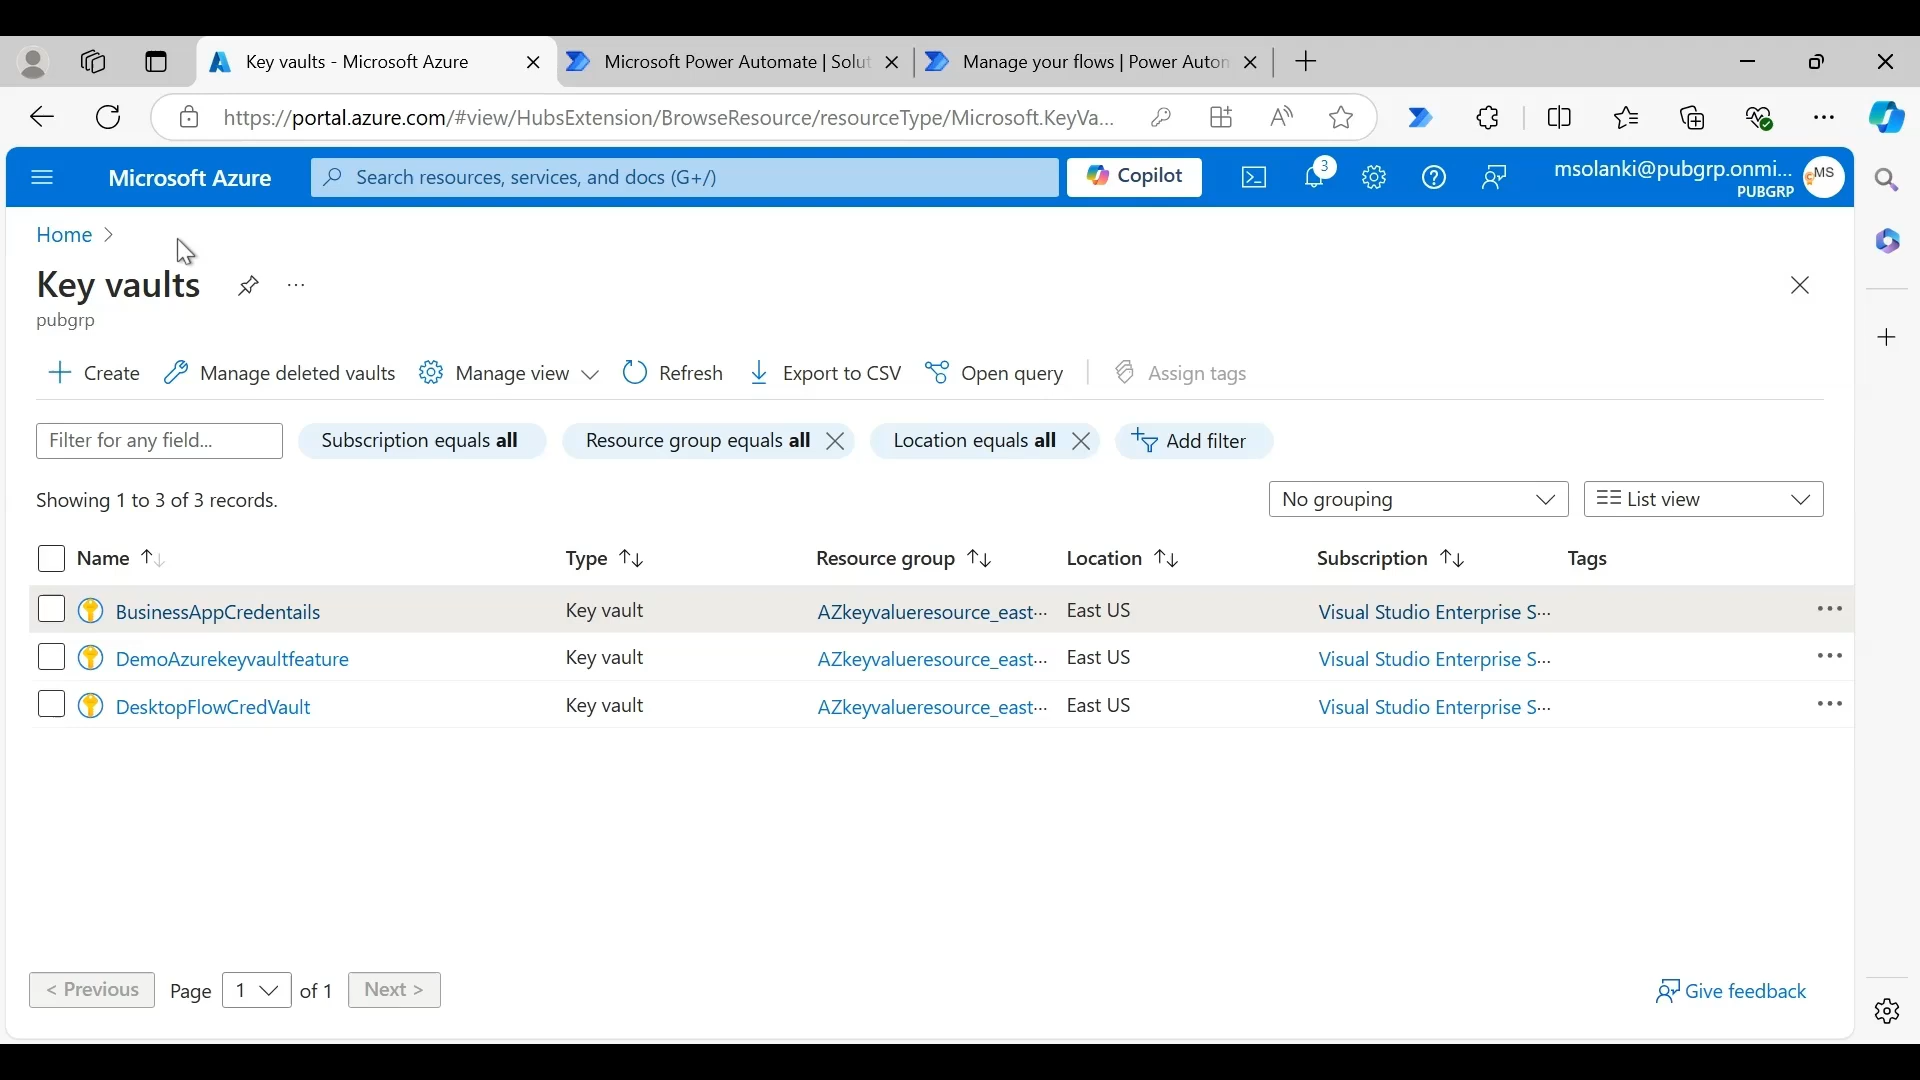 Key vaults - Microsoft Azure
Microsoft Power Automate | Solut
Manage your flows | Power Autom
https://portal.azure.com/#view/HubsExtension/BrowseResource/resourceType/Microsoft.KeyVa...
Microsoft Azure
Search resources, services, and docs (G+/)
Copilot
3
msolanki@pubgrp.onmi...
PUBGRP
MS
Home >
Key vaults
pubgrp
Create
Manage deleted vaults
Manage view
Refresh
Export to CSV
Open query
Assign tags
Filter for any field...
Subscription equals all
Resource group equals all
Location equals all
Add filter
Showing 1 to 3 of 3 records.
No grouping
List view
Name Type Resource group Location Subscription Tags
BusinessAppCredentails Key vault AZkeyvalueresource_east... East US Visual Studio Enterprise S...
DemoAzurekeyvaultfeature Key vault AZkeyvalueresource_east... East US Visual Studio Enterprise S...
DesktopFlowCredVault Key vault AZkeyvalueresource_east... East US Visual Studio Enterprise S...
< Previous Page 1 of 1 Next >
Give feedback